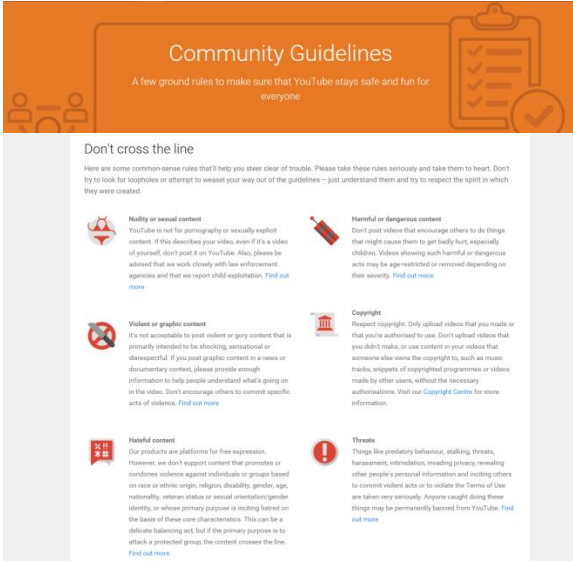 Community Guidelines
A few ground rules to make sure that YouTube stays safe and fun for
everyone
Don't cross the line
Here are some common-sense rules that'll help you steer clear of trouble. Please take these rules seriously and take them to heart. Don't
try to look for loopholes or attempt to weasel your way out of the guidelines – just understand them and try to respect the spirit in which
they were created.
Nudity or sexual content
YouTube is not for pornography or sexually explicit
content. If this describes your video, even if it's a video
of yourself, don't post it on YouTube. Also, please be
advised that we work closely with law enforcement
agencies and that we report child exploitation. Find out
more
Harmful or dangerous content
Don't post videos that encourage others to do things
that might cause them to get badly hurt, especially
children. Videos showing such harmful or dangerous
acts may be age-restricted or removed depending on
their severity. Find out more
Violent or graphic content
It's not acceptable to post violent or gory content that is
primarily intended to be shocking, sensational or
disrespectful. If you post graphic content in a news or
documentary context, please provide enough
information to help people understand what's going on
in the video. Don't encourage others to commit specific
acts of violence. Find out more
Copyright
Respect copyright. Only upload videos that you made or
that you're authorised to use. Don't upload videos that
you didn't make, or use content in your videos that
someone else owns the copyright to, such as music
tracks, snippets of copyrighted programmes or videos
made by other users, without the necessary
authorisations. Visit our Copyright Centre for more
information.
Hateful content
Our products are platforms for free expression.
However, we don't support content that promotes or
condones violence against individuals or groups based
on race or ethnic origin, religion, disability, gender, age,
nationality, veteran status or sexual orientation/gender
identity, or whose primary purpose is inciting hatred on
the basis of these core characteristics. This can be a
delicate balancing act, but if the primary purpose is to
attack a protected group, the content crosses the line.
Find out more
Threats
Things like predatory behaviour, stalking, threats,
harassment, intimidation, invading privacy, revealing
other people's personal information and inciting others
to commit violent acts or to violate the Terms of Use
are taken very seriously. Anyone caught doing these
things may be permanently banned from YouTube. Find
out more